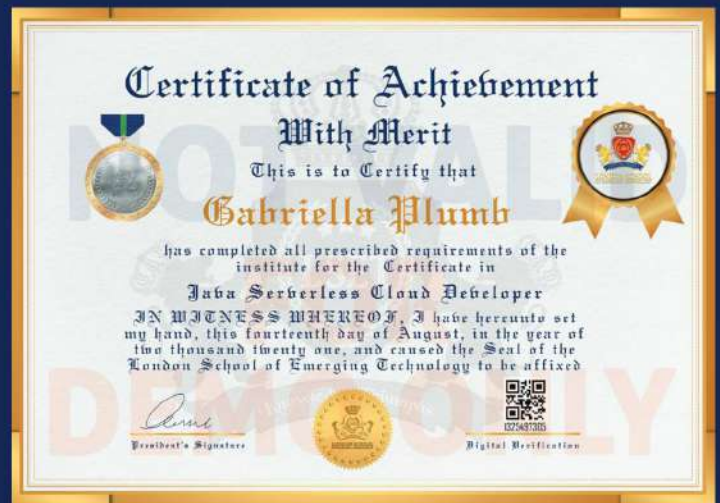 Certificate of Achievement
With Merit
NOT VALID
This is to Certify that
Gabriella Plumb
has completed all prescribed requirements of the
institute for the Certificate in
Java Serverless Cloud Developer
IN WITNESS WHEREOF, I have hereunto set
my hand, this fourteenth day of August, in the year of
two thousand twenty one, and caused the Seal of the
London School of Emerging Technology to be affixed
DEMO ONLY
1325497305
President's Signature
Digital Verification